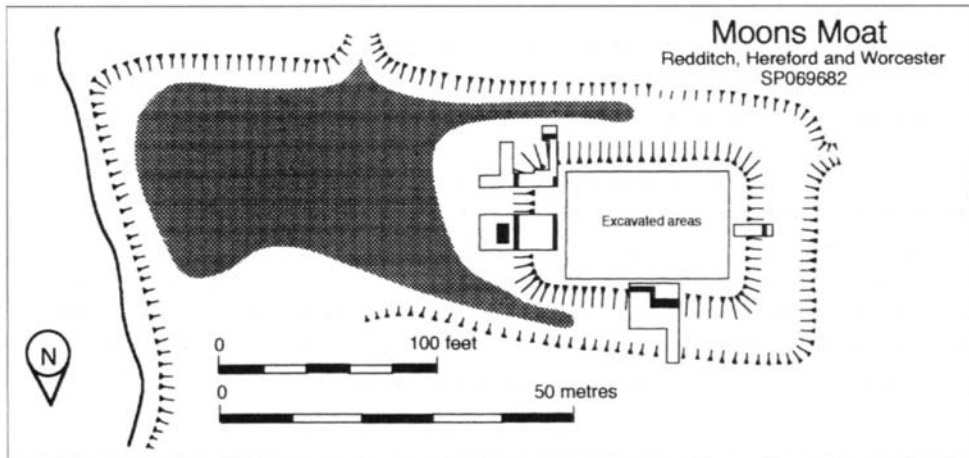 Moons Moat
Redditch, Hereford and Worcester
SP069682
Excavated areas
N
0 100 feet
0 50 metres